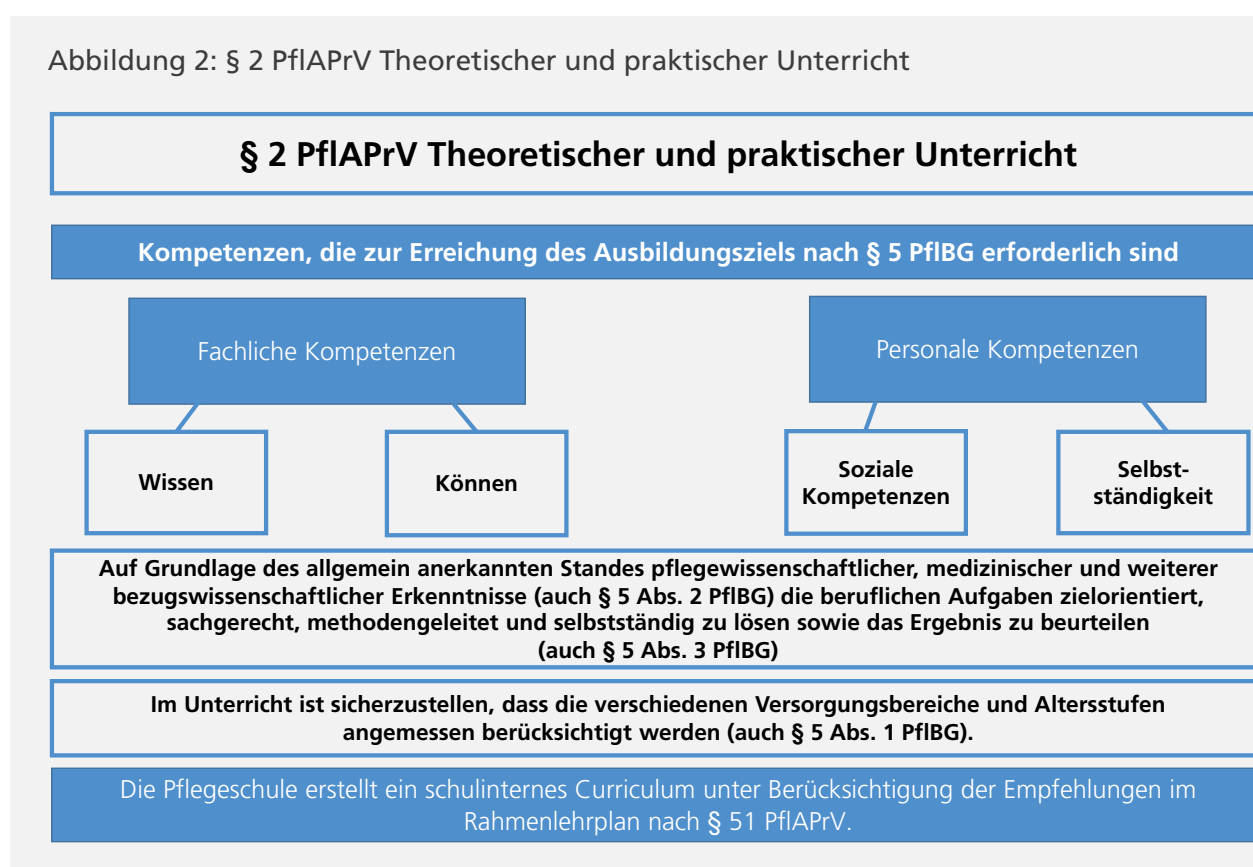 Abbildung 2: § 2 PflAPrV Theoretischer und praktischer Unterricht
§ 2 PflAPrV Theoretischer und praktischer Unterricht
Kompetenzen, die zur Erreichung des Ausbildungsziels nach § 5 PflBG erforderlich sind
Fachliche Kompetenzen
Personale Kompetenzen
Wissen
Können
Soziale
Kompetenzen
Selbst-
ständigkeit
Auf Grundlage des allgemein anerkannten Standes pflegewissenschaftlicher, medizinischer und weiterer
bezugswissenschaftlicher Erkenntnisse (auch § 5 Abs. 2 PflBG) die beruflichen Aufgaben zielorientiert,
sachgerecht, methodengeleitet und selbstständig zu lösen sowie das Ergebnis zu beurteilen
(auch § 5 Abs. 3 PflBG)
Im Unterricht ist sicherzustellen, dass die verschiedenen Versorgungsbereiche und Altersstufen
angemessen berücksichtigt werden (auch § 5 Abs. 1 PflBG).
Die Pflegeschule erstellt ein schulinternes Curriculum unter Berücksichtigung der Empfehlungen im
Rahmenlehrplan nach § 51 PflAPrV.